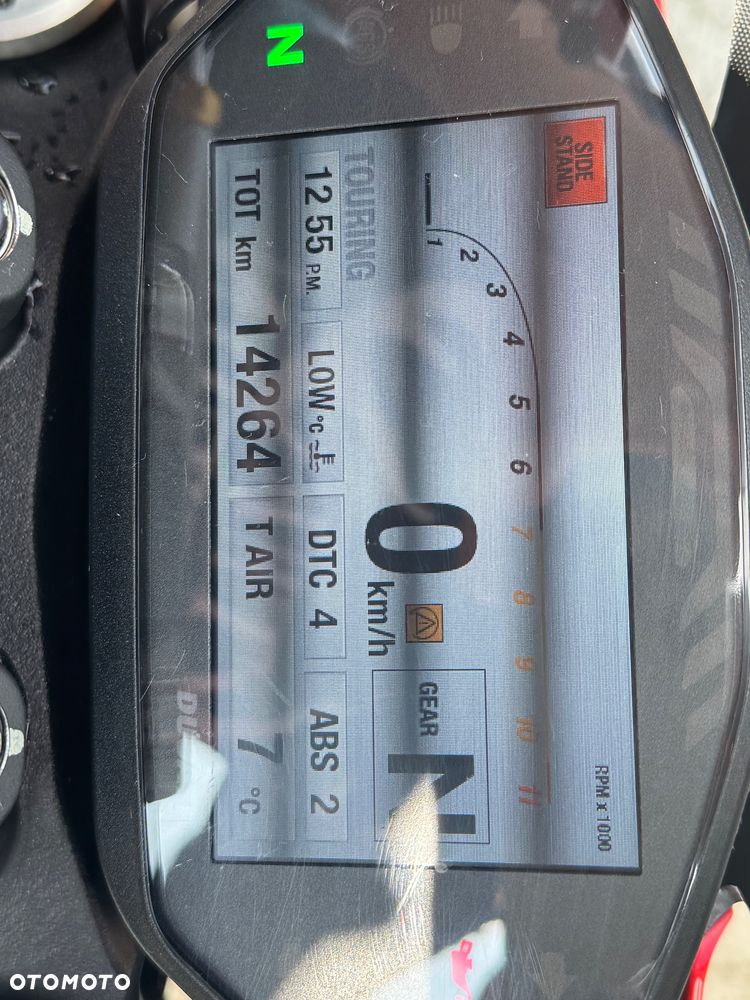 N
SIDE
STAND
RPM x 1000
1 2 3 4 5 6 7 8 9 10 11
0 km/h
GEAR
N
TOURING
12 55 P.M. LOW °C DTC 4 ABS 2
TOT km 14264 T AIR 7 °C
OTOMOTO